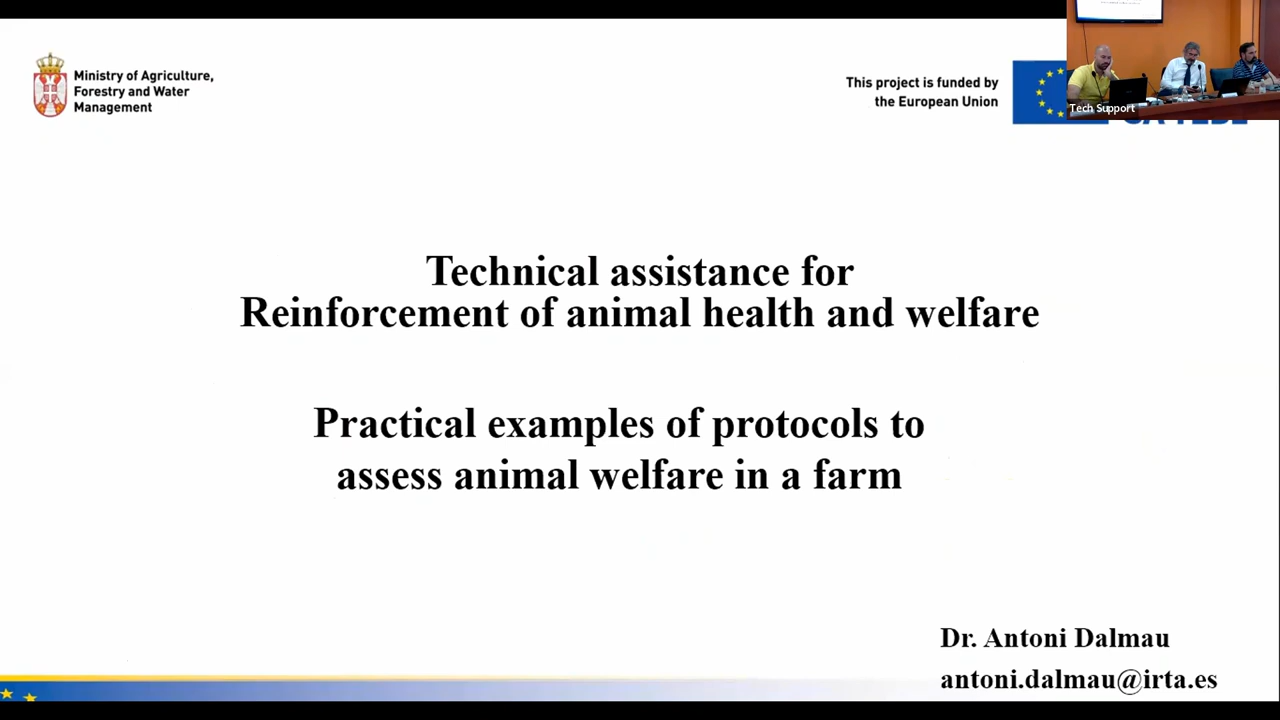 Ministry of Agriculture,
Forestry and Water
Management
This project is funded by
the European Union
Tech Support
Technical assistance for
Reinforcement of animal health and welfare
Practical examples of protocols to
assess animal welfare in a farm
Dr. Antoni Dalmau
antoni.dalmau@irta.es